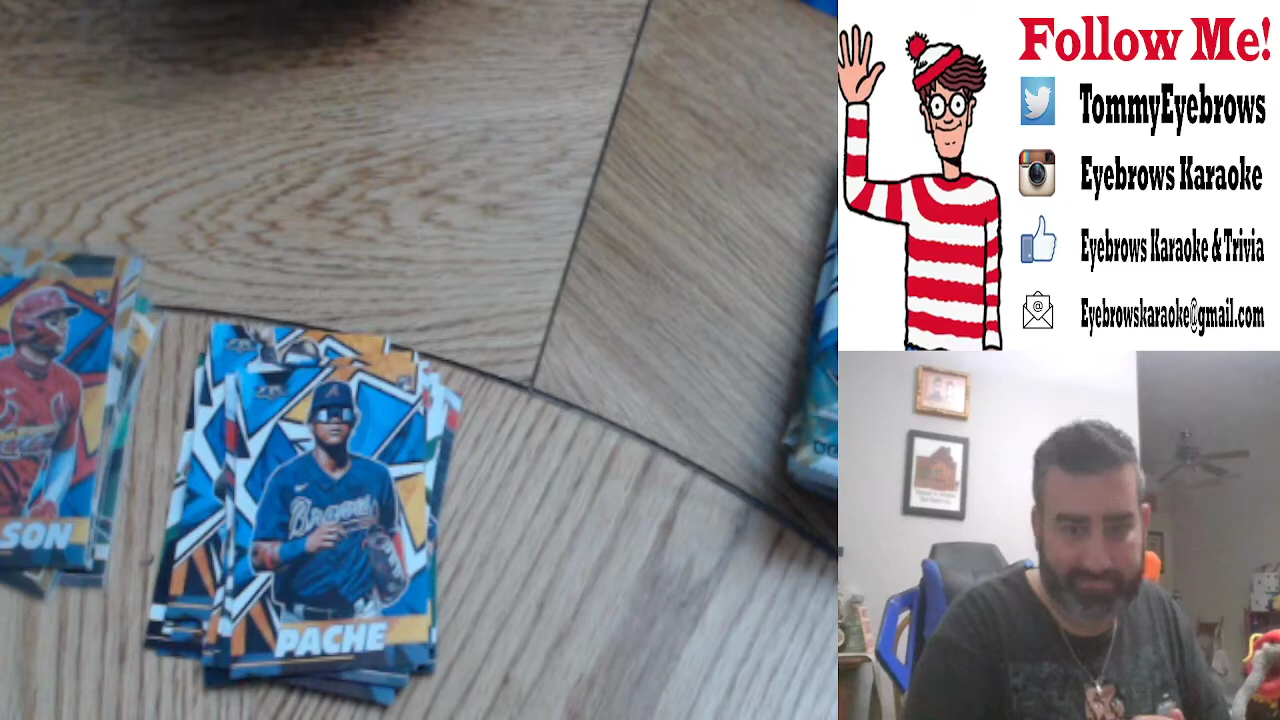 Follow Me!
TommyEyebrows
Eyebrows Karaoke
Eyebrows Karaoke & Trivia
Eyebrowskaraoke@gmail.com
SON
Braves
PACHE